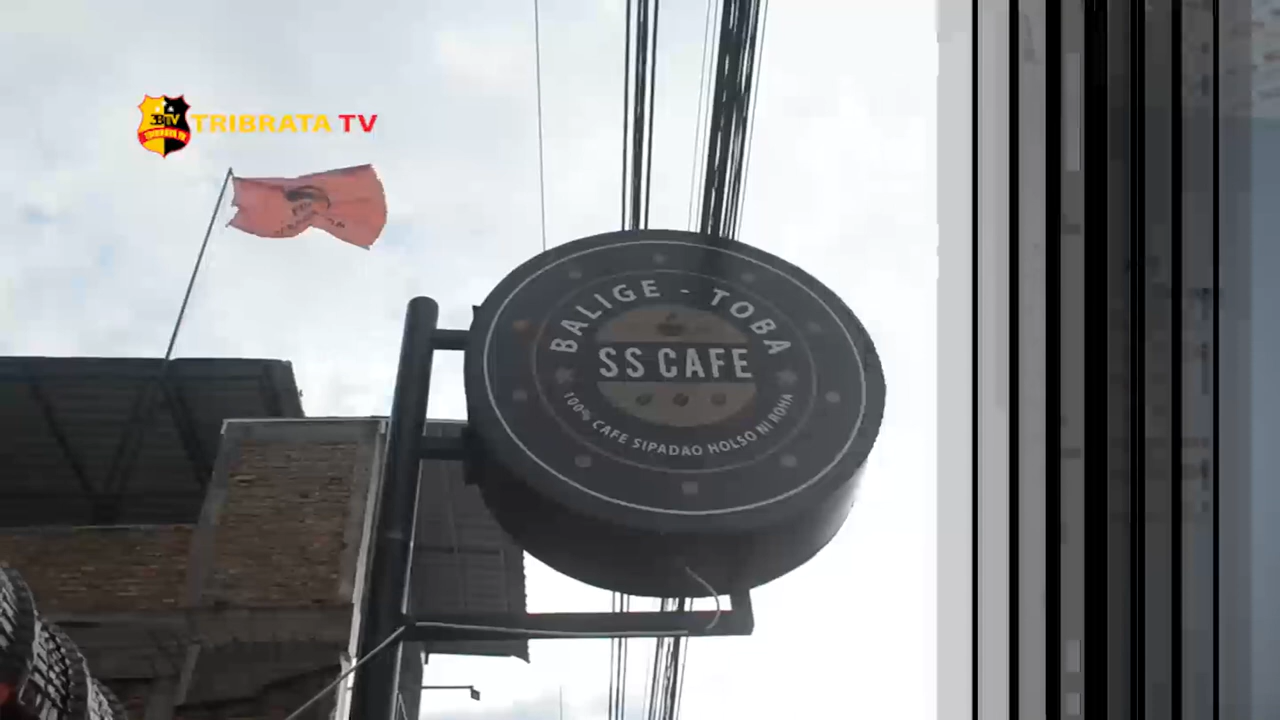 TRIBRATA TV
BALIGE - TOBA
SS CAFE
100% CAFE SIPADAO HOLSO NI ROHA